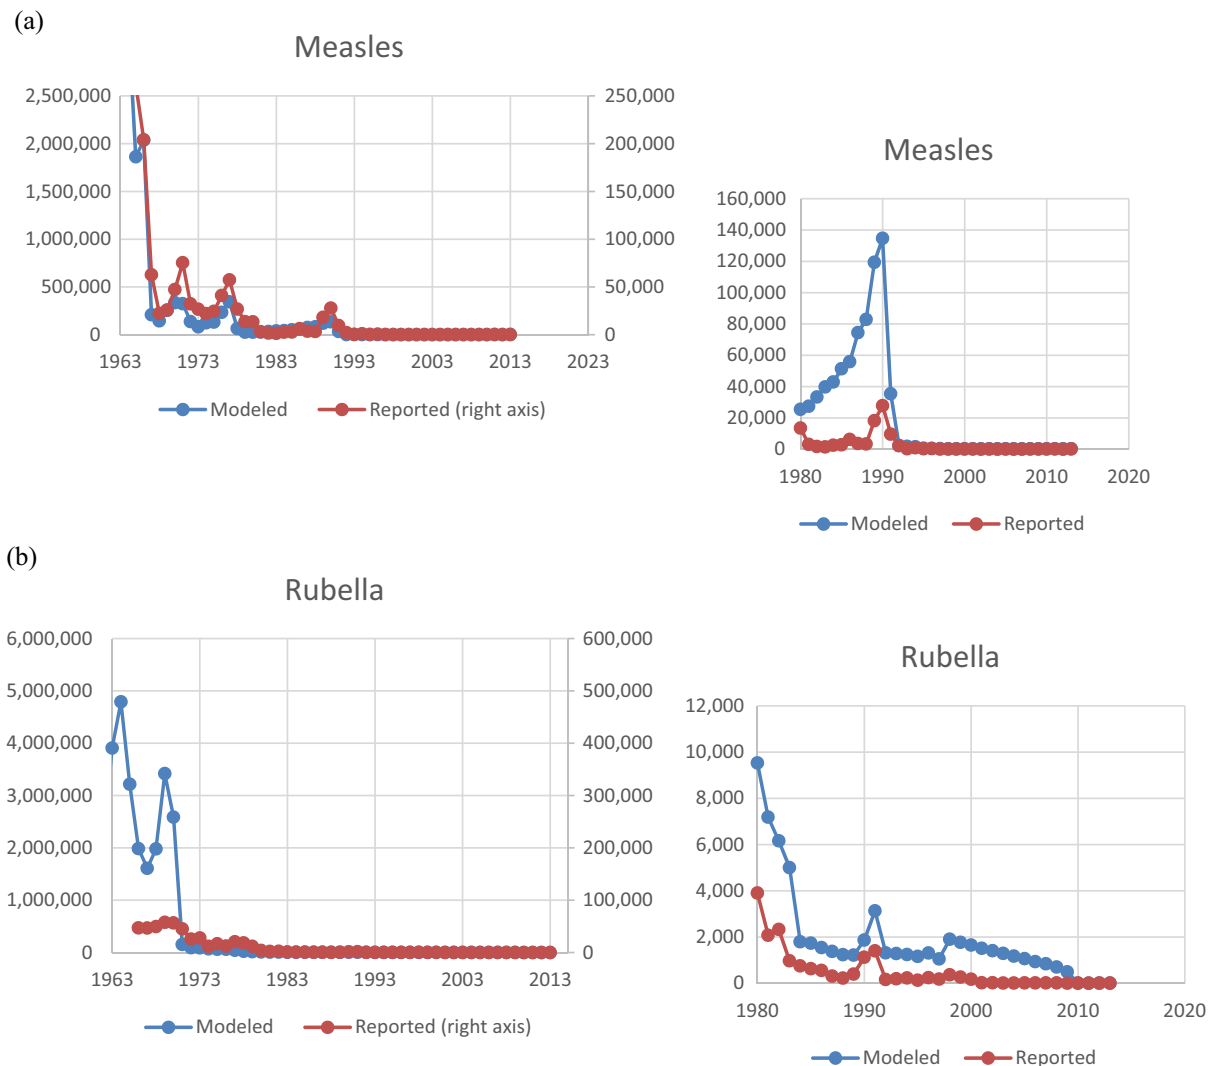 (a)
Measles
2,500,000 250,000
2,000,000 200,000
1,500,000 150,000
1,000,000 100,000
500,000 50,000
0 0
1963 1973 1983 1993 2003 2013 2023
Modeled Reported (right axis)
Measles
160,000
140,000
120,000
100,000
80,000
60,000
40,000
20,000
0
1980 1990 2000 2010 2020
Modeled Reported
(b)
Rubella
6,000,000 600,000
5,000,000 500,000
4,000,000 400,000
3,000,000 300,000
2,000,000 200,000
1,000,000 100,000
0 0
1963 1973 1983 1993 2003 2013
Modeled Reported (right axis)
Rubella
12,000
10,000
8,000
6,000
4,000
2,000
0
1980 1990 2000 2010 2020
Modeled Reported